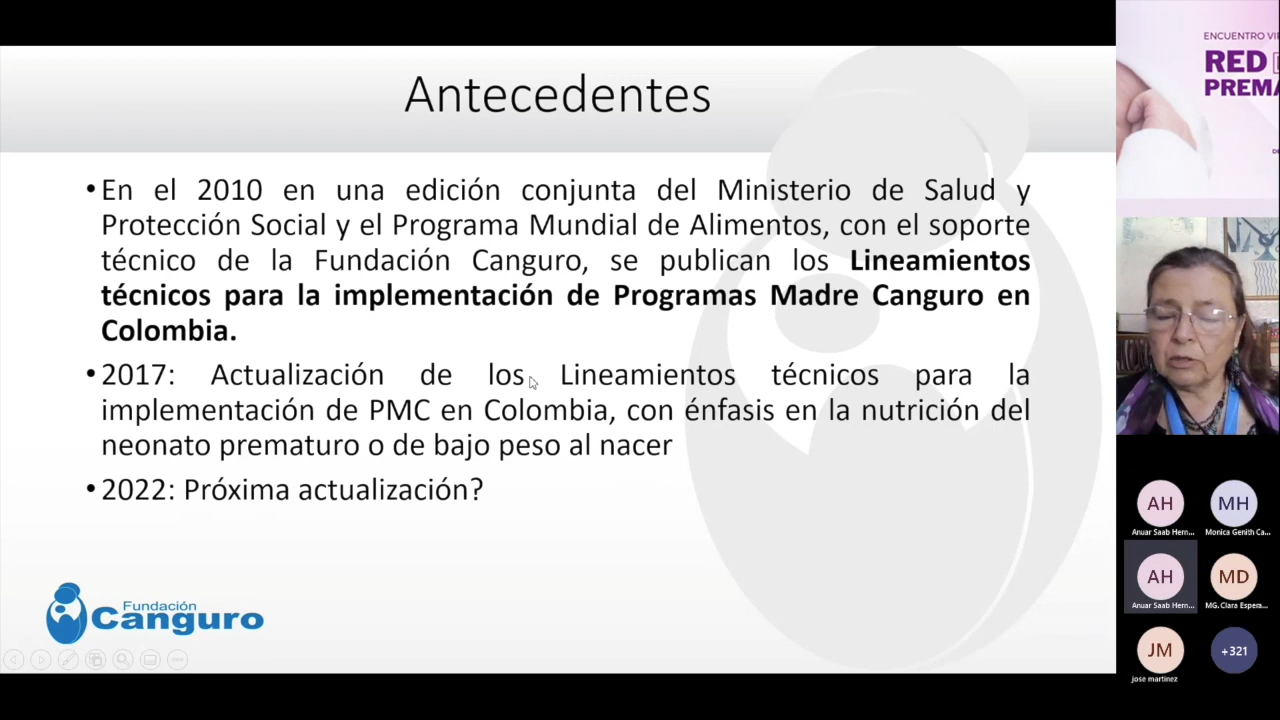 Antecedentes
•En el 2010 en una edición conjunta del Ministerio de Salud y
Protección Social y el Programa Mundial de Alimentos, con el soporte
técnico de la Fundación Canguro, se publican los Lineamientos
técnicos para la implementación de Programas Madre Canguro en
Colombia.
•2017: Actualización de los Lineamientos técnicos para la
implementación de PMC en Colombia, con énfasis en la nutrición del
neonato prematuro o de bajo peso al nacer
•2022: Próxima actualización?
Fundación
Canguro
ENCUENTRO VI
RED
PREMA
AH
MH
Anuar Saab Hern...
Monica Genith Ca...
AH
MD
Anuar Saab Hern...
MG. Clara Espera...
JM
+321
jose martinez